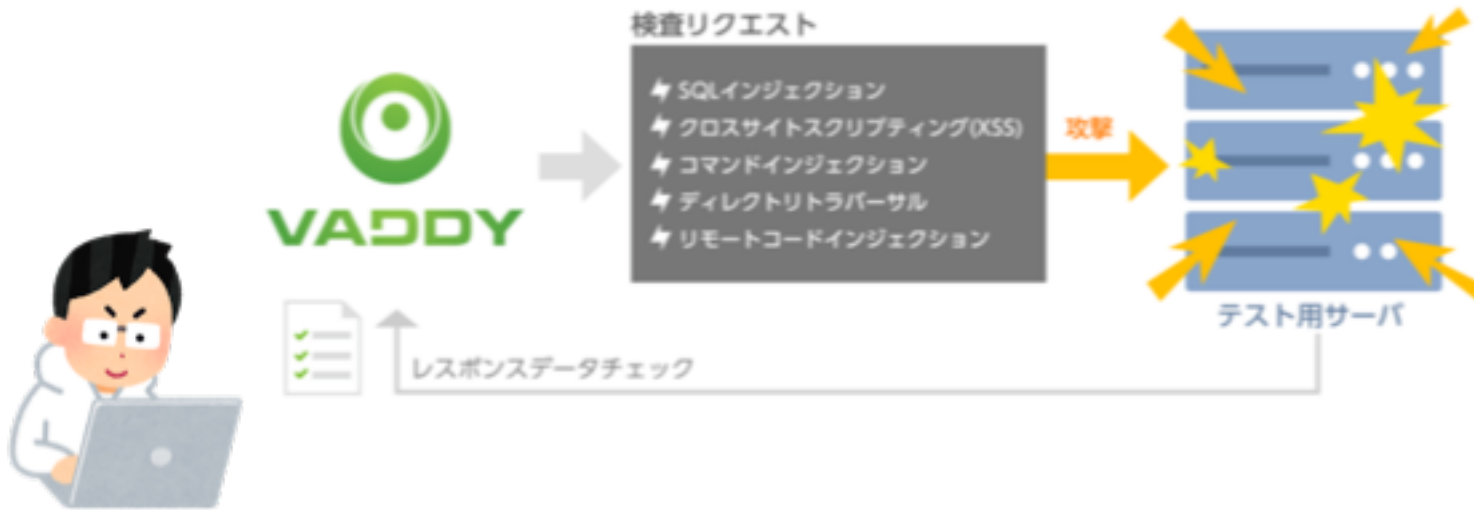 検査リクエスト
SQLインジェクション
クロスサイトスクリプティング(XSS)
コマンドインジェクション
ディレクトリトラバーサル
リモートコードインジェクション
攻撃
VADDY
テスト用サーバ
レスポンスデータチェック